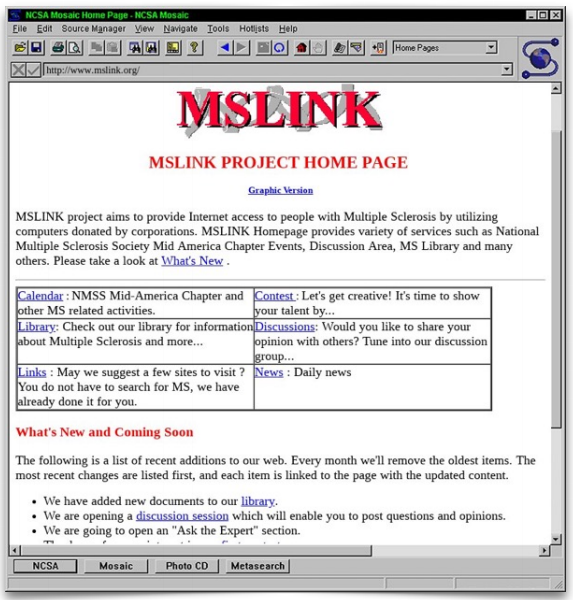 NCSA Mosaic Home Page - NCSA Mosaic
File Edit Source Manager View Navigate Tools Hotlists Help
Home Pages
http://www.mslink.org/
MSLINK
MSLINK PROJECT HOME PAGE
Graphic Version
MSLINK project aims to provide Internet access to people with Multiple Sclerosis by utilizing
computers donated by corporations. MSLINK Homepage provides variety of services such as National
Multiple Sclerosis Society Mid America Chapter Events, Discussion Area, MS Library and many
others. Please take a look at What's New .
Calendar : NMSS Mid-America Chapter and
other MS related activities.
Contest : Let's get creative! It's time to show
your talent by...
Library: Check out our library for information
about Multiple Sclerosis and more...
Discussions: Would you like to share your
opinion with others? Tune into our discussion
group...
Links : May we suggest a few sites to visit ?
You do not have to search for MS, we have
already done it for you.
News : Daily news
What's New and Coming Soon
The following is a list of recent additions to our web. Every month we'll remove the oldest items. The
most recent changes are listed first, and each item is linked to the page with the updated content.
• We have added new documents to our library.
• We are opening a discussion session which will enable you to post questions and opinions.
• We are going to open an "Ask the Expert" section.
NCSA Mosaic Photo CD Metasearch